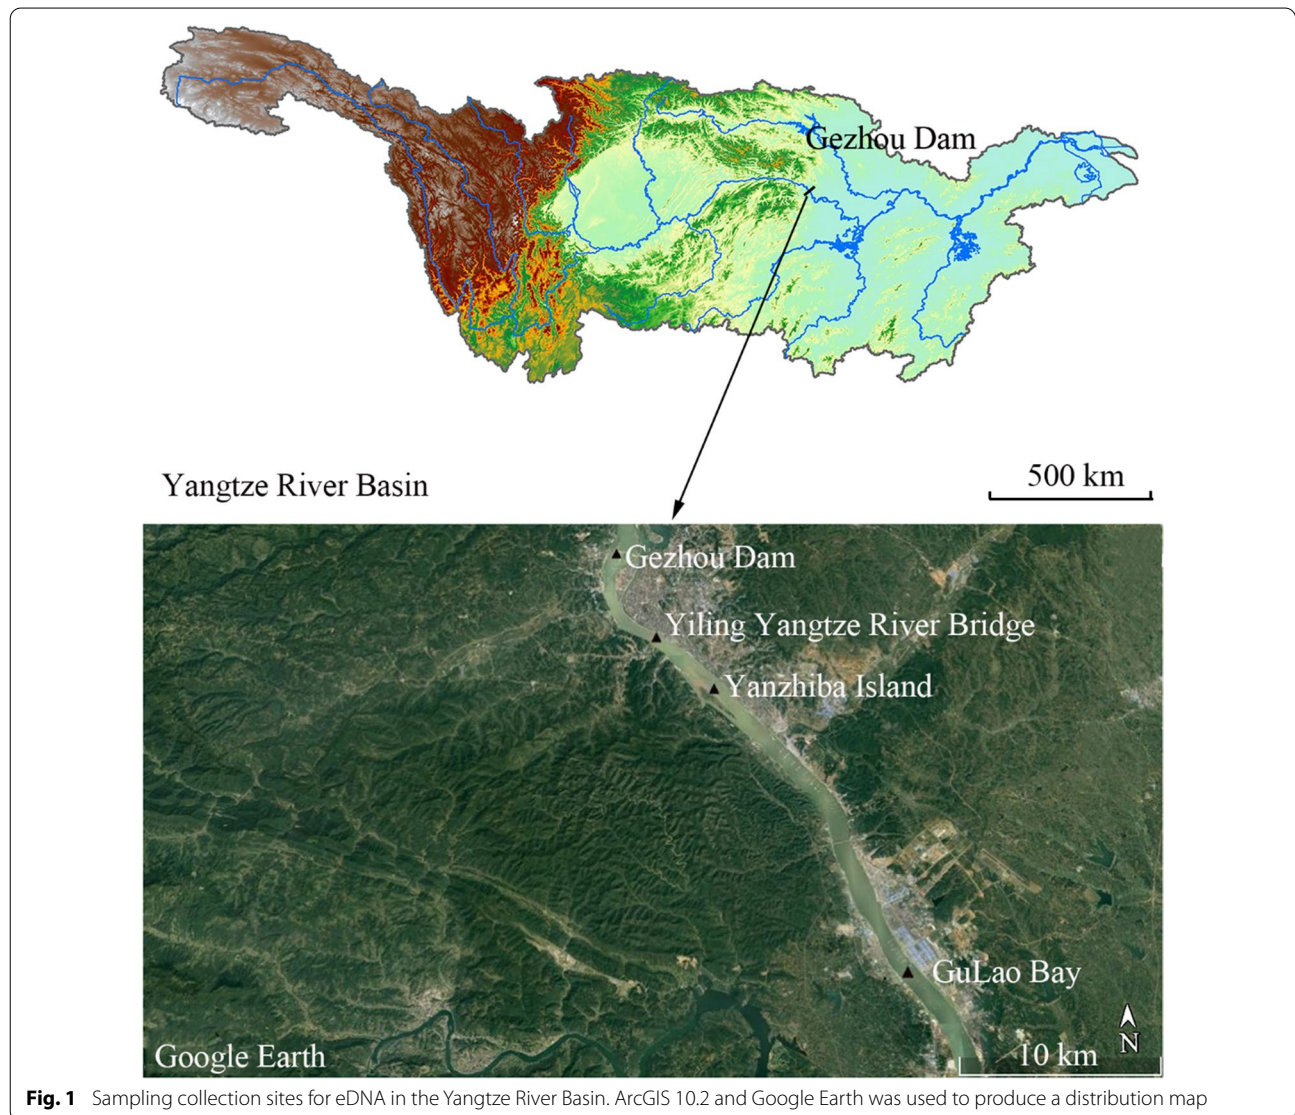 Gezhou Dam
Yangtze River Basin
500 km
Gezhou Dam
Yiling Yangtze River Bridge
Yanzhiba Island
GuLao Bay
N
Google Earth
10 km
Fig. 1 Sampling collection sites for eDNA in the Yangtze River Basin. ArcGIS 10.2 and Google Earth was used to produce a distribution map